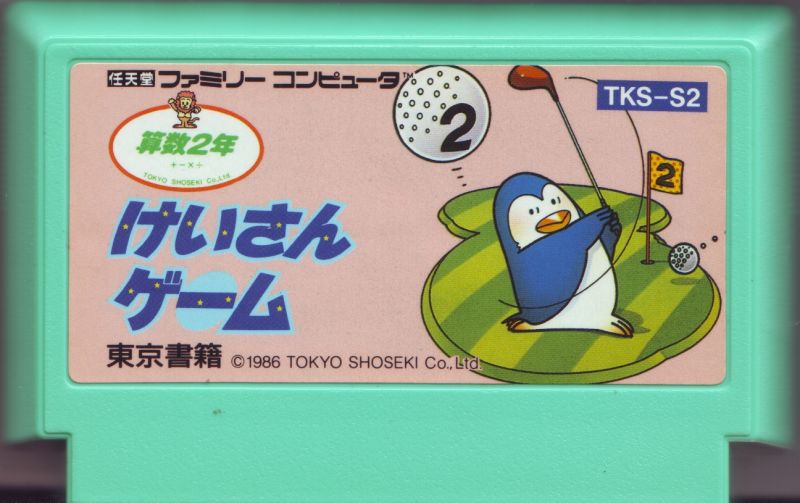 任天堂 ファミリー コンピュータ™
TKS-S2
2
算数2年
+-×÷
TOKYO SHOSEKI Co., Ltd.
2
けいさん
ゲーム
東京書籍 ©1986 TOKYO SHOSEKI Co., Ltd.